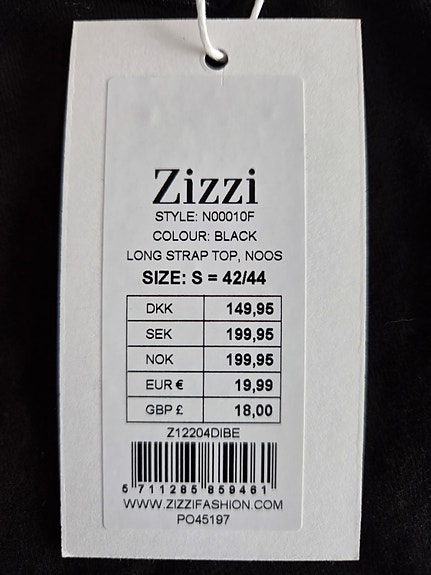 Zizzi
STYLE: N00010F
COLOUR: BLACK
LONG STRAP TOP, NOOS
SIZE: S = 42/44
DKK 149,95
SEK 199,95
NOK 199,95
EUR € 19,99
GBP £ 18,00
Z12204DIBE
5 711285 859461
WWW.ZIZZIFASHION.COM
PO45197